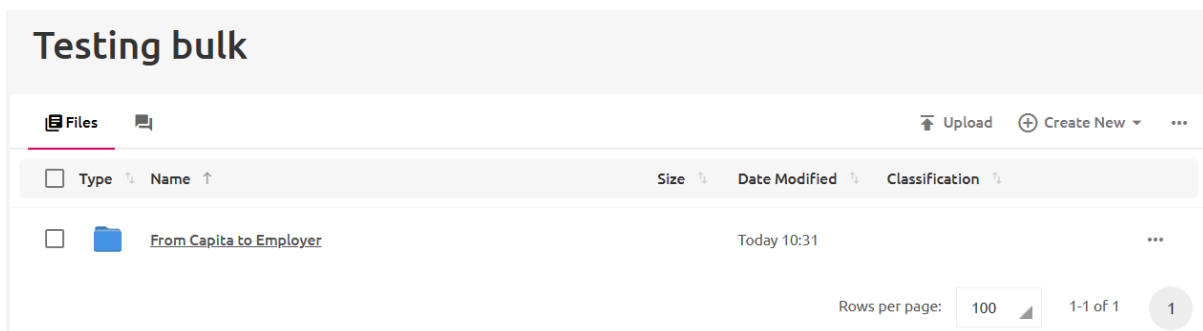 Testing bulk
Files
Upload
Create New
Type Name Size Date Modified Classification
From Capita to Employer Today 10:31
Rows per page: 100 1-1 of 1 1